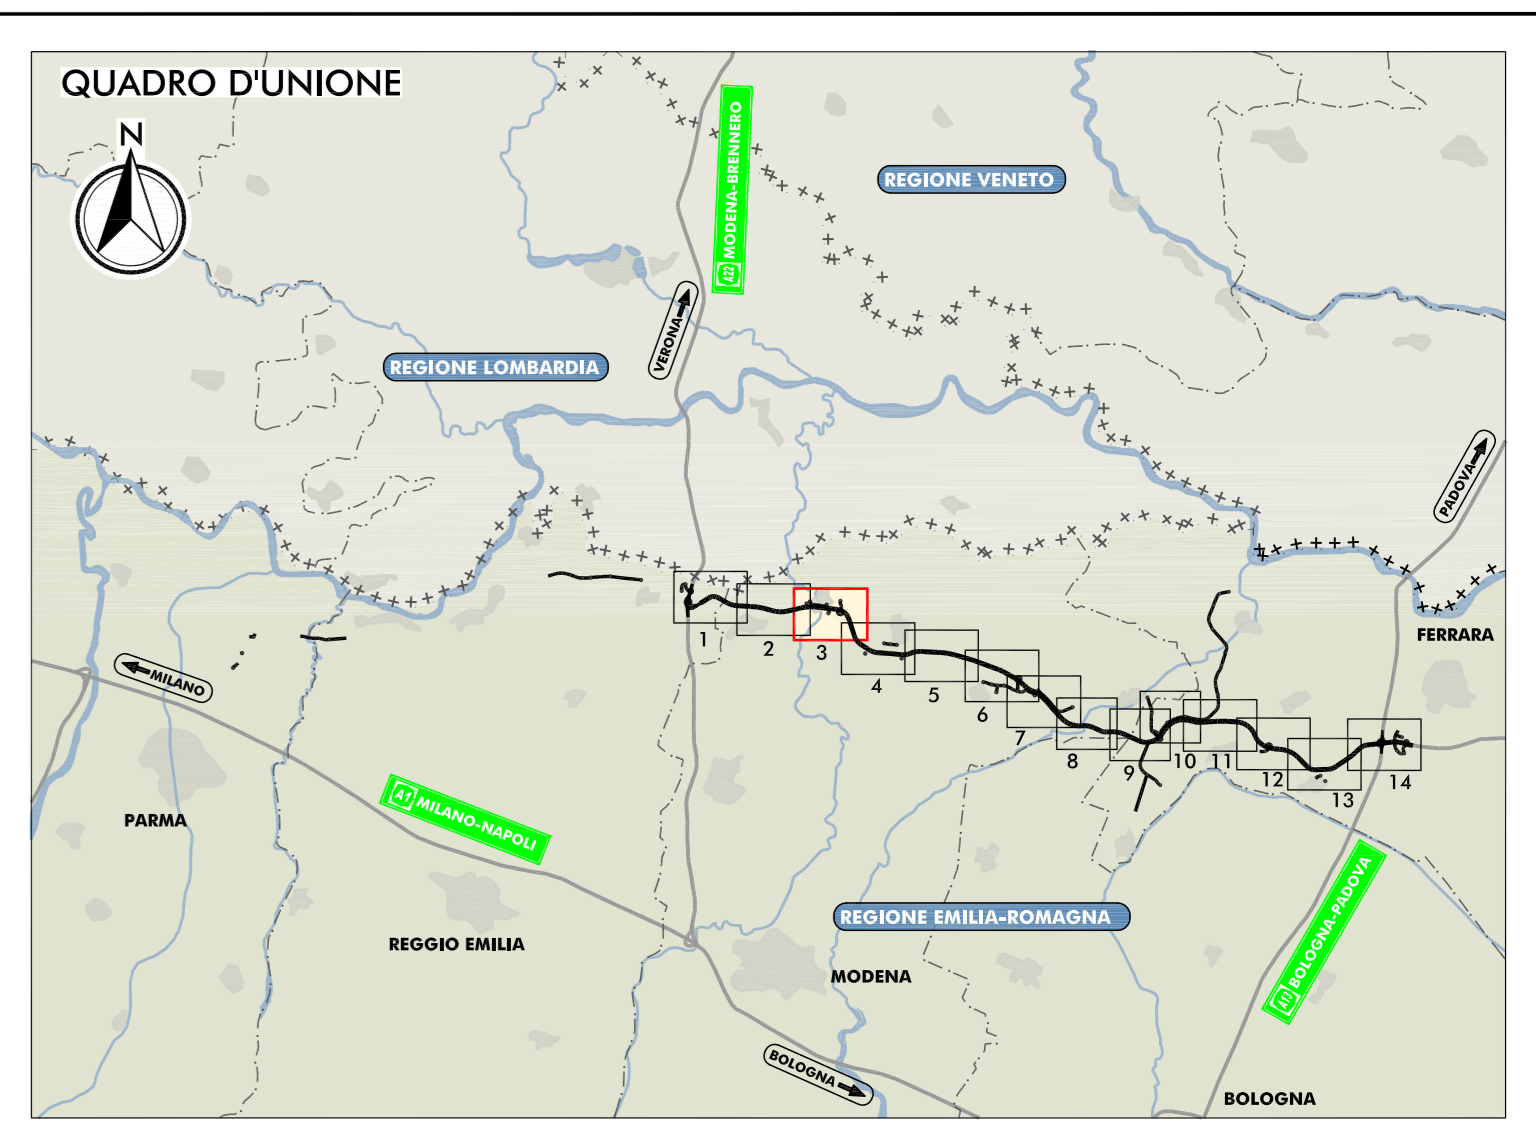 QUADRO D'UNIONE
N
A22 MODENA-BRENNERO
REGIONE VENETO
VERONA
REGIONE LOMBARDIA
PADOVA
FERRARA
MILANO
1
2
3
4
5
6
7
8
9
10
11
12
13
14
PARMA
A1 MILANO-NAPOLI
REGIONE EMILIA-ROMAGNA
A13 BOLOGNA-PADOVA
REGGIO EMILIA
MODENA
BOLOGNA
BOLOGNA